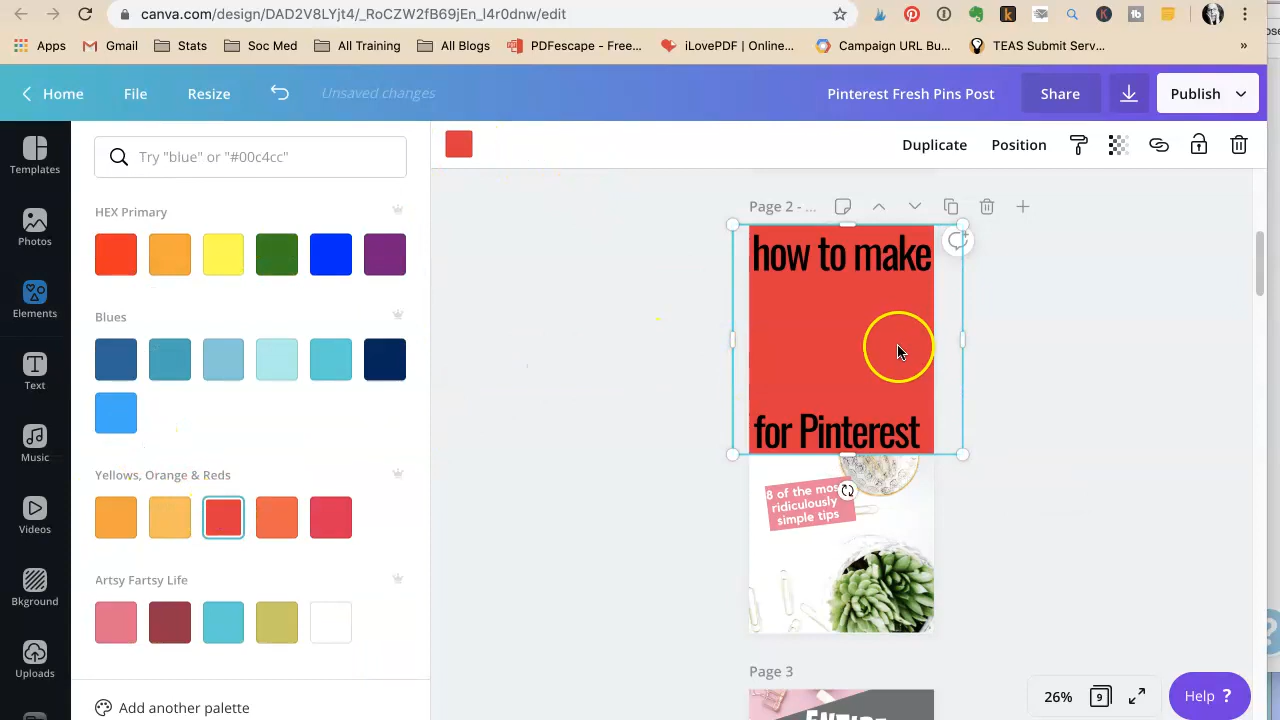 canva.com/design/DAD2V8LYjt4/_RoCZW2fB69jEn_l4r0dnw/edit
Apps Gmail Stats Soc Med All Training All Blogs PDFescape - Free... iLovePDF | Online... Campaign URL Bu... TEAS Submit Serv... »
Home File Resize Unsaved changes Pinterest Fresh Pins Post Share Publish
Try "blue" or "#00c4cc"
Duplicate Position
Templates
Photos
Elements
Text
Music
Videos
Bkground
Uploads
HEX Primary
Blues
Yellows, Orange & Reds
Artsy Fartsy Life
Add another palette
Page 2 - ...
how to make
for Pinterest
8 of the most
ridiculously
simple tips
Page 3
26% 9 Help ?